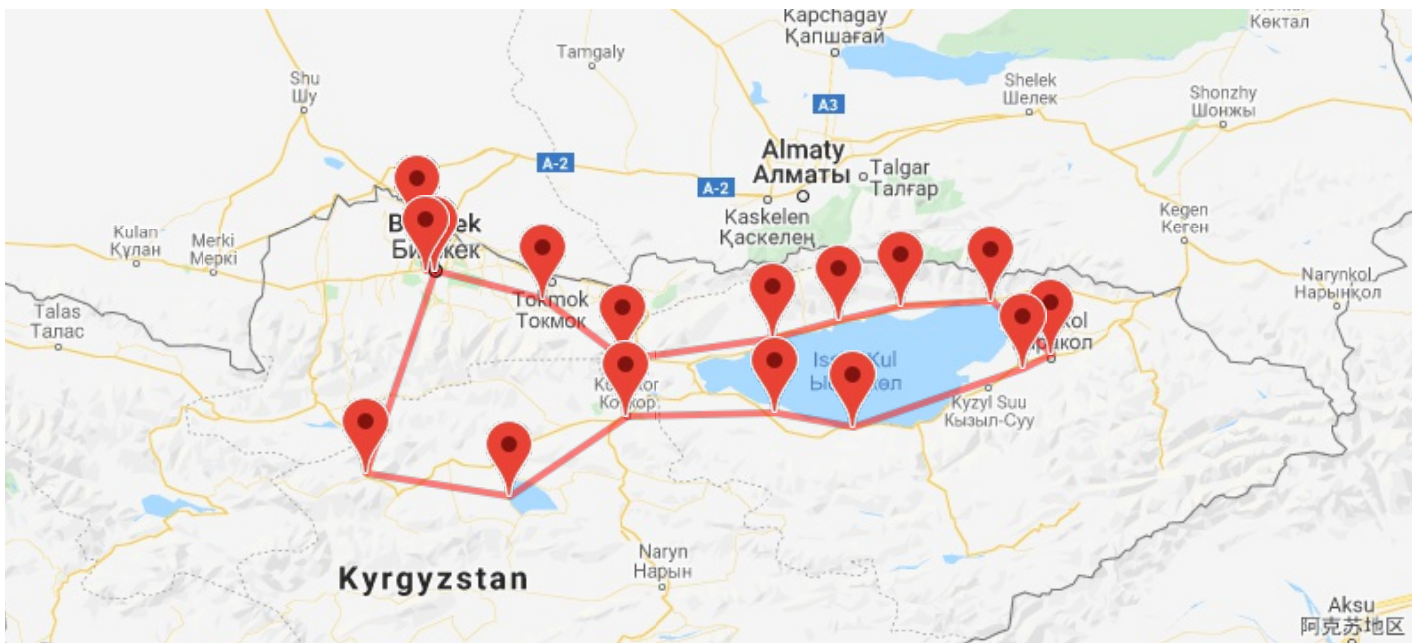 Kapchagay
Қапшағай
Көктал
Shu
Шу
Tamgaly
Shelek
Шелек
Shonzhy
Шонжы
A3
A-2
A-2
Almaty
Алматы
Talgar
Талғар
Kaskelen
Қаскелең
Kulan
Құлан
Merki
Меркі
Kegen
Кеген
Narynkol
Нарынқол
Talas
Талас
Tokmok
Токмок
Kyzyl Suu
Кызыл-Суу
Naryn
Нарын
Kyrgyzstan
Aksu
阿克苏地区